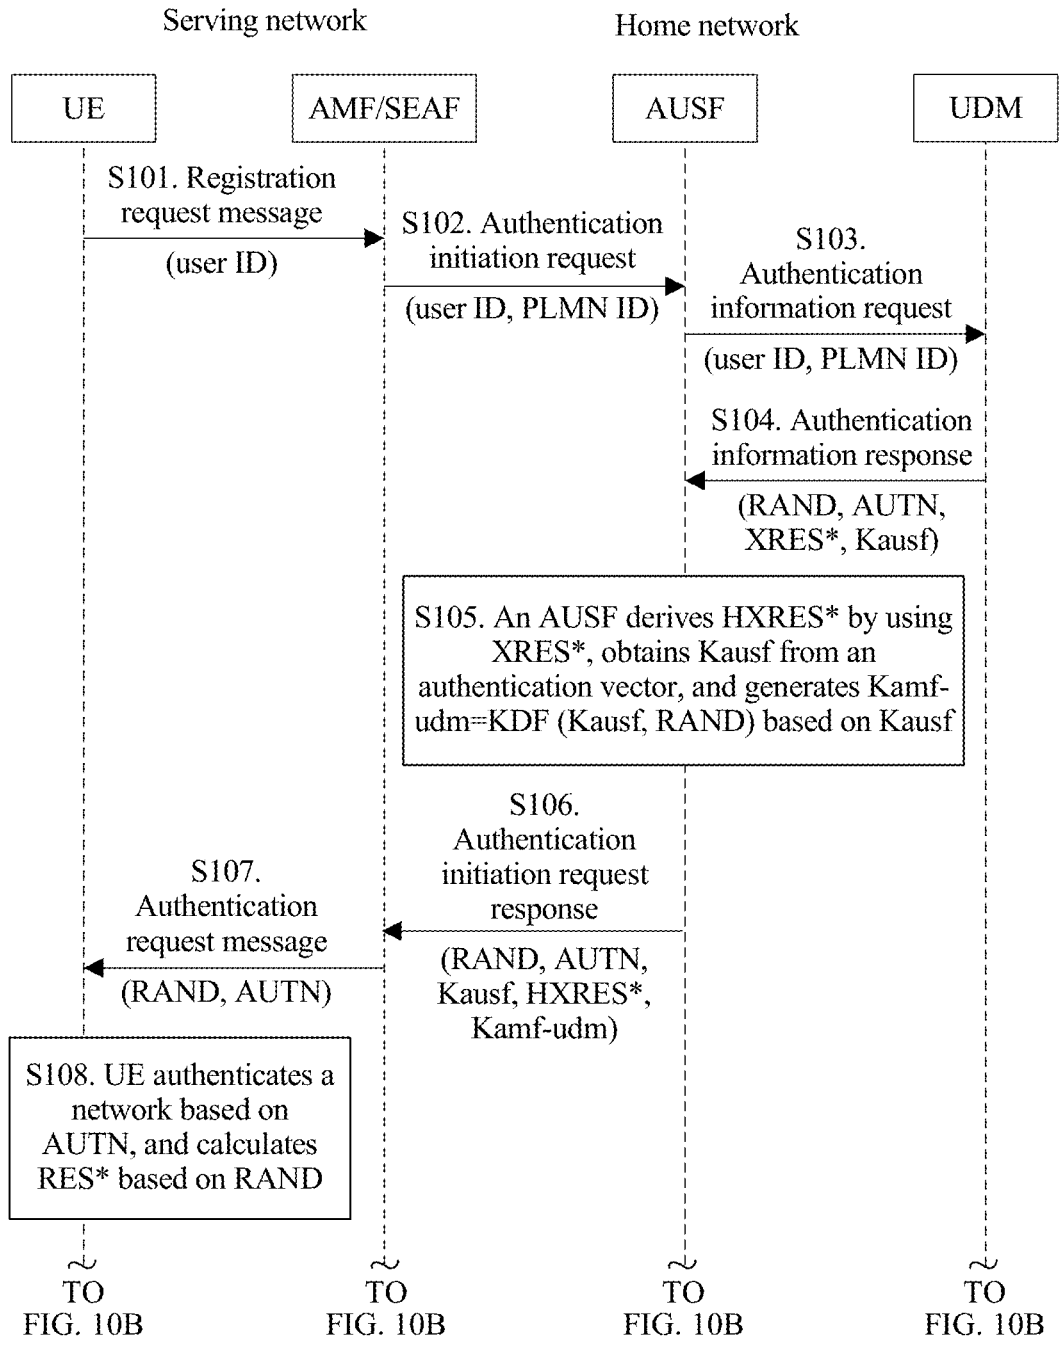 Serving network
Home network
UE
AMF/SEAF
AUSF
UDM
S101. Registration
request message
(user ID)
S102. Authentication
initiation request
(user ID, PLMN ID)
S103.
Authentication
information request
(user ID, PLMN ID)
S104. Authentication
information response
(RAND, AUTN,
XRES*, Kausf)
S105. An AUSF derives HXRES* by using
XRES*, obtains Kausf from an
authentication vector, and generates Kamf-
udm=KDF (Kausf, RAND) based on Kausf
S106.
Authentication
initiation request
response
(RAND, AUTN,
Kausf, HXRES*,
Kamf-udm)
S107.
Authentication
request message
(RAND, AUTN)
S108. UE authenticates a
network based on
AUTN, and calculates
RES* based on RAND
TO
FIG. 10B
TO
FIG. 10B
TO
FIG. 10B
TO
FIG. 10B